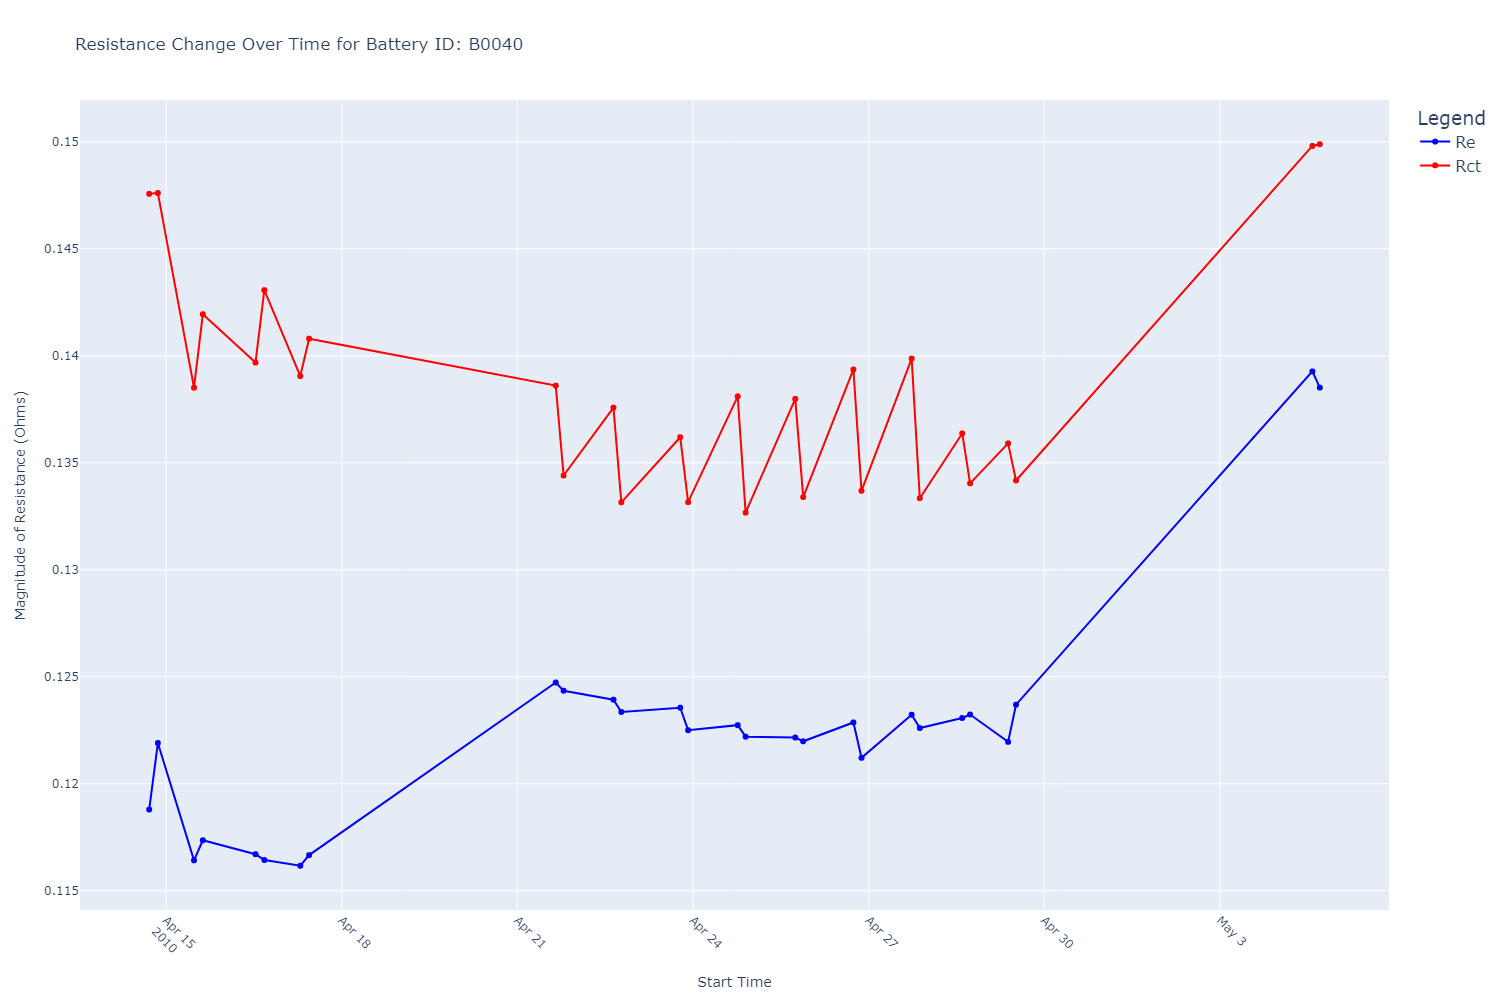 Resistance Change Over Time for Battery ID: B0040
Legend
Re
Rct
Magnitude of Resistance (Ohms)
0.15
0.145
0.14
0.135
0.13
0.125
0.12
0.115
Apr 15
2010
Apr 18
Apr 21
Apr 24
Apr 27
Apr 30
May 3
Start Time